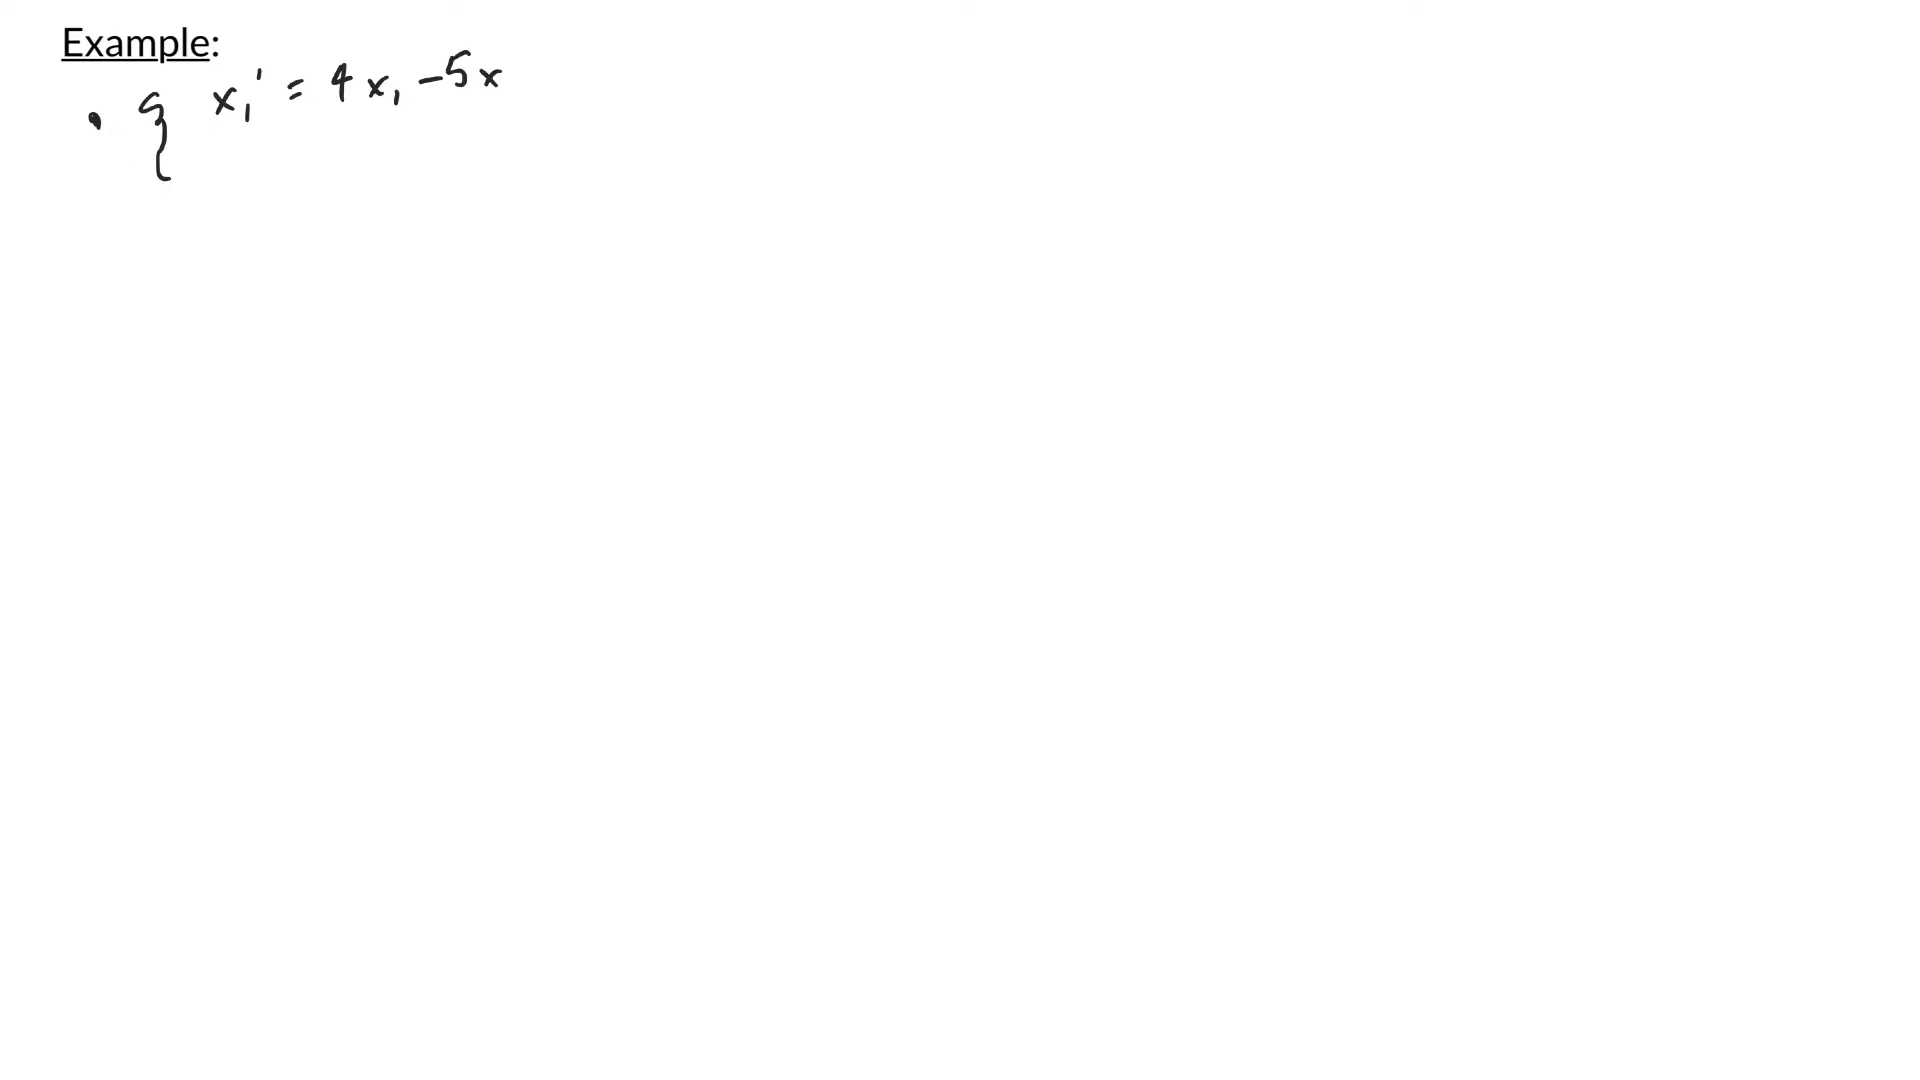 Example:
• { x₁' = 4x₁ - 5x